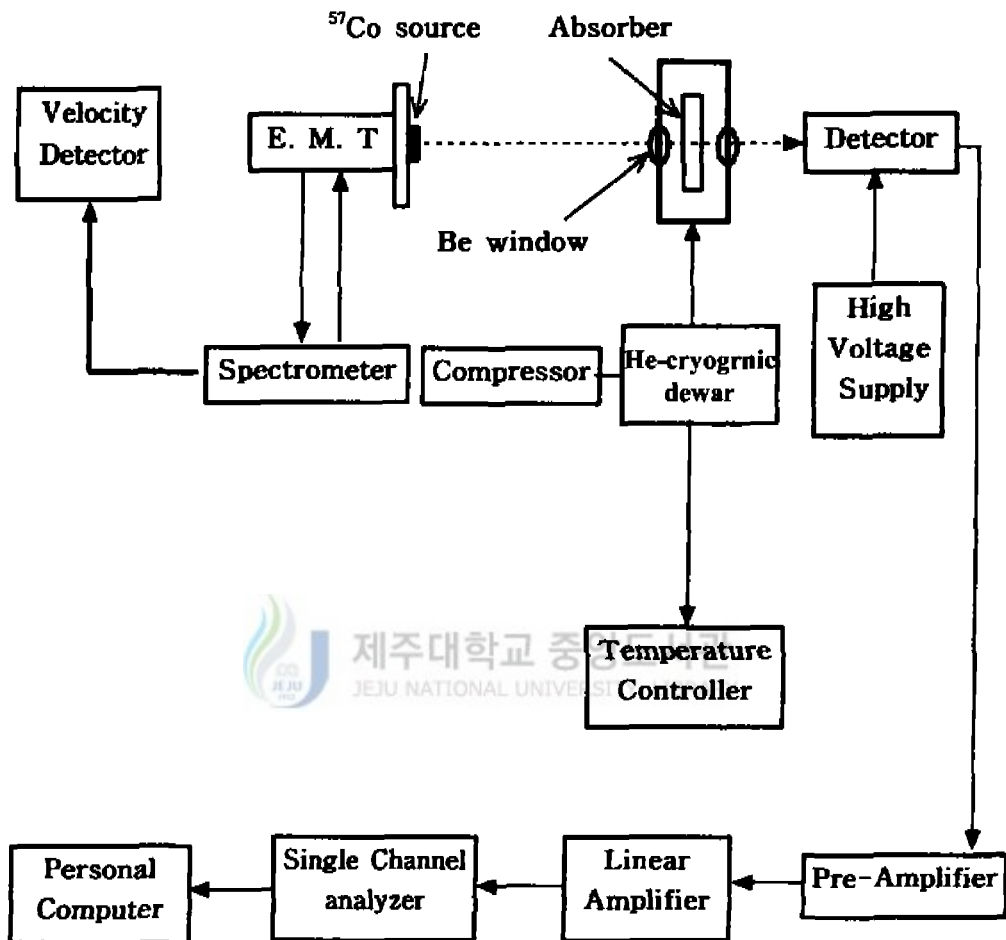 ⁵⁷Co source
Absorber
Velocity
Detector
E. M. T
Detector
Be window
High
Voltage
Supply
Spectrometer
Compressor
He-cryogrnic
dewar
제주대학교 중앙도서관
JEJU NATIONAL UNIVERSITY
JEJU
1952
Temperature
Controller
Personal
Computer
Single Channel
analyzer
Linear
Amplifier
Pre-Amplifier